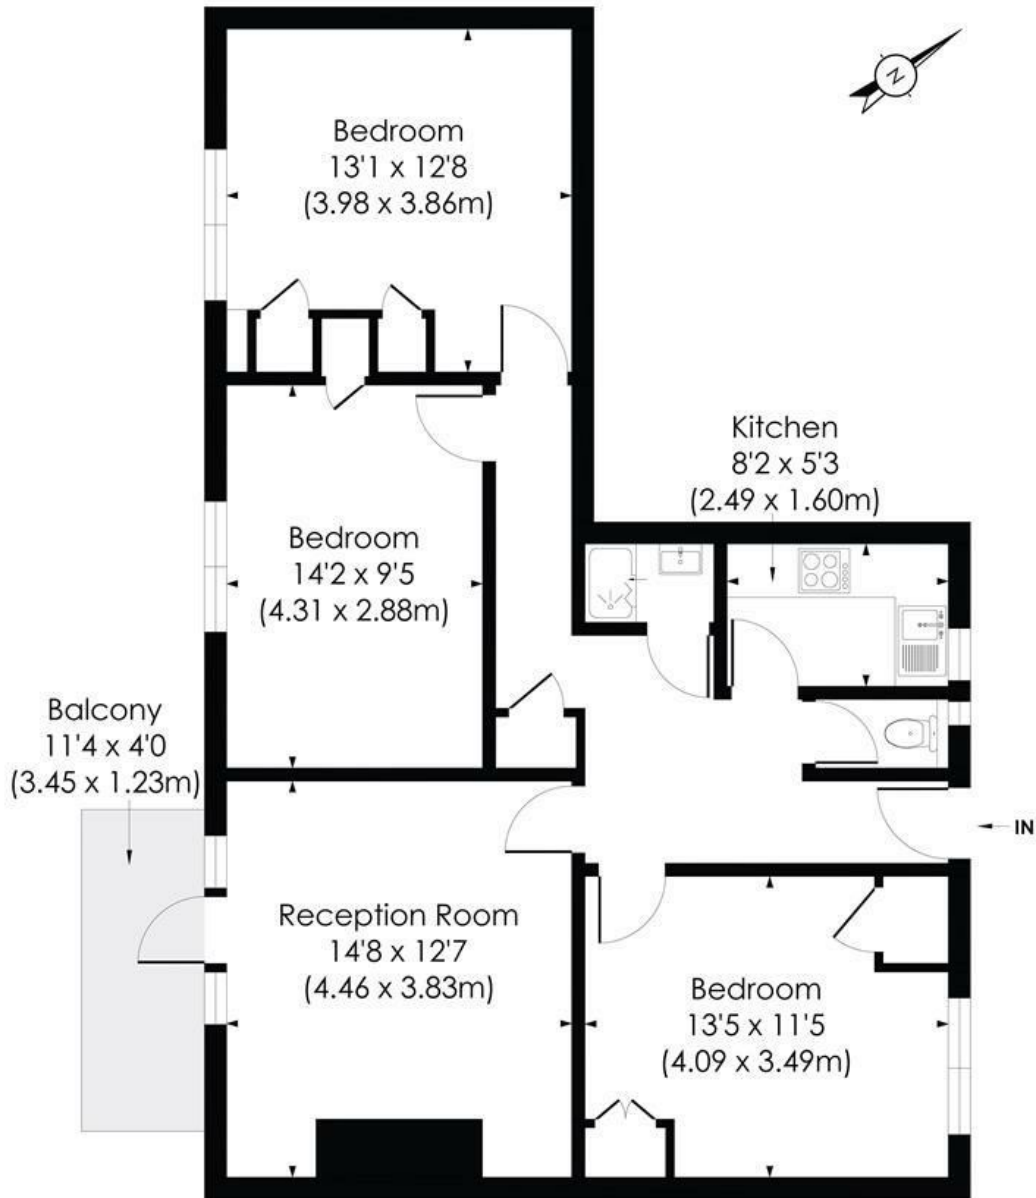 N
Bedroom
13'1 x 12'8
(3.98 x 3.86m)
Kitchen
8'2 x 5'3
(2.49 x 1.60m)
Bedroom
14'2 x 9'5
(4.31 x 2.88m)
Balcony
11'4 x 4'0
(3.45 x 1.23m)
IN
Reception Room
14'8 x 12'7
(4.46 x 3.83m)
Bedroom
13'5 x 11'5
(4.09 x 3.49m)